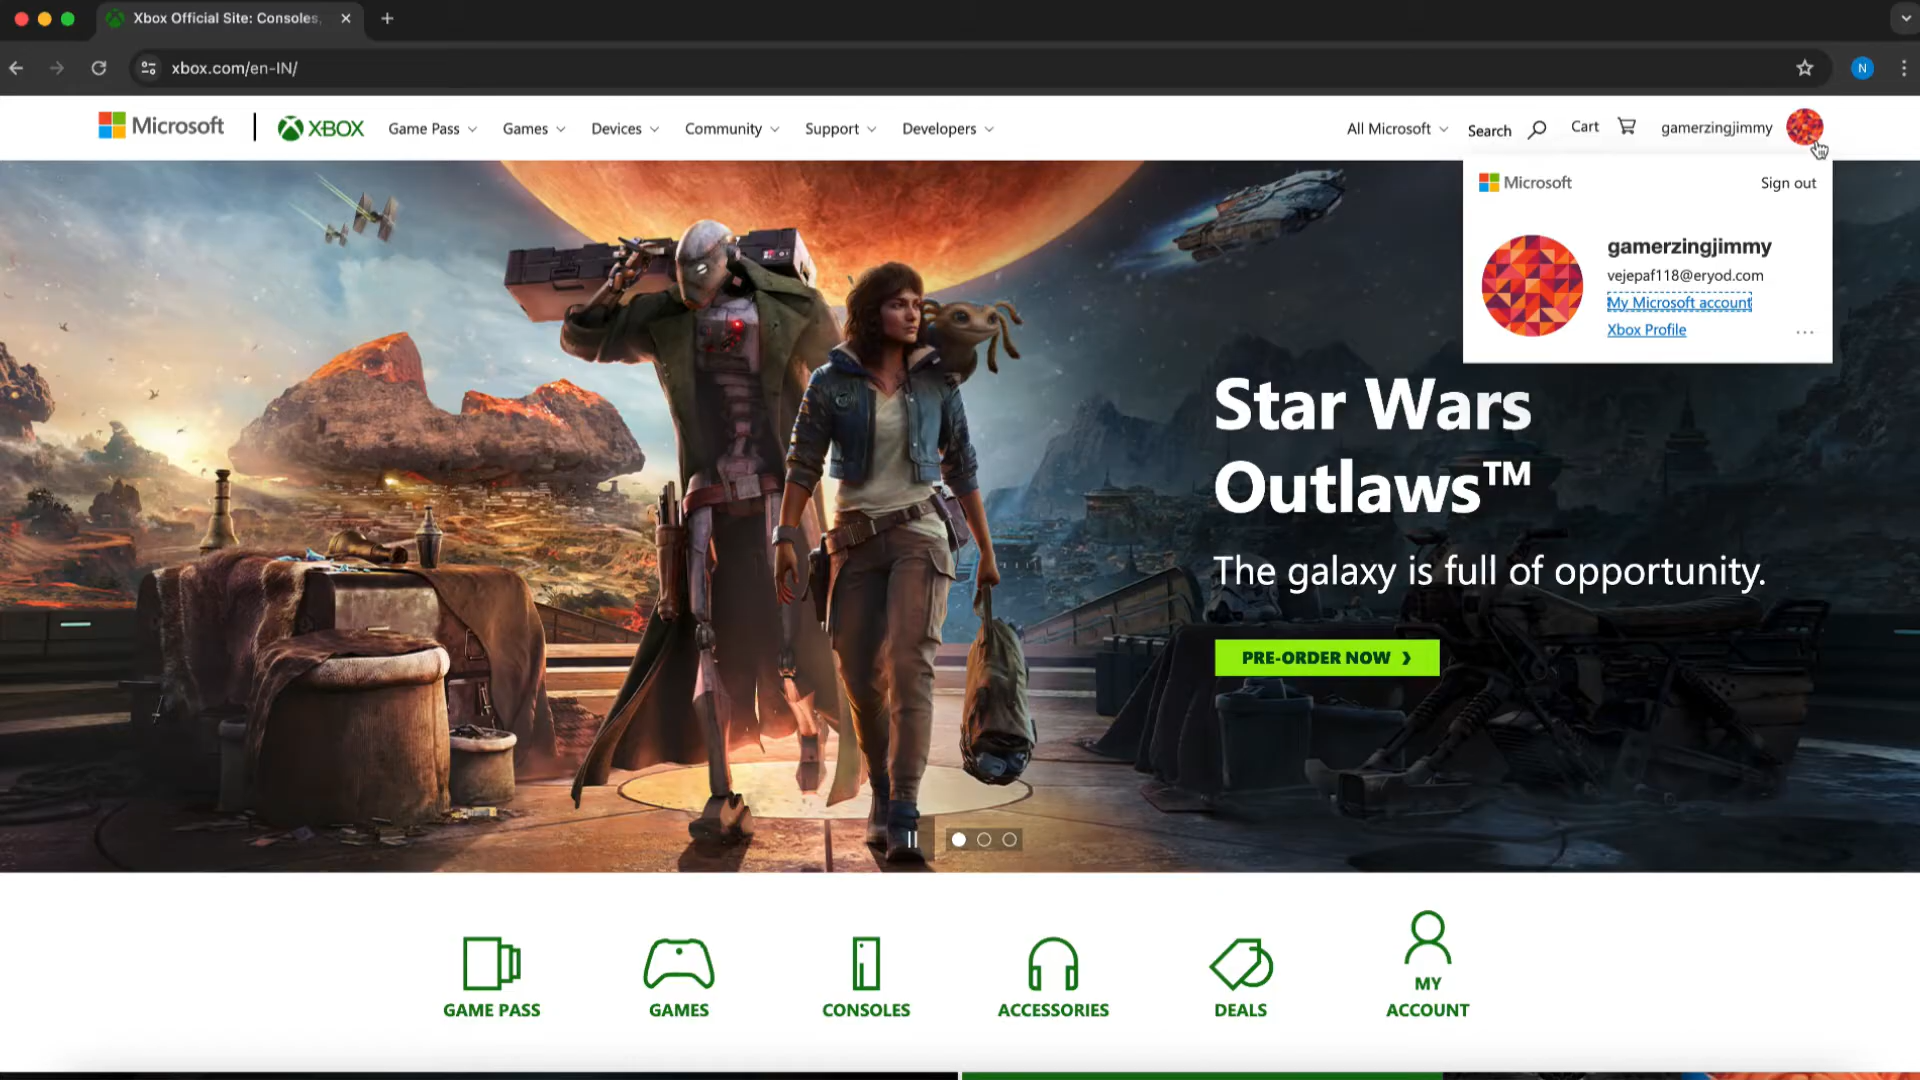 Xbox Official Site: Consoles,
xbox.com/en-IN/
N
Microsoft
XBOX
Game Pass
Games
Devices
Community
Support
Developers
All Microsoft
Search
Cart
gamerzingjimmy
Microsoft
Sign out
gamerzingjimmy
vejepaf118@eryod.com
My Microsoft account
Xbox Profile
Star Wars
Outlaws™
The galaxy is full of opportunity.
PRE-ORDER NOW
GAME PASS
GAMES
CONSOLES
ACCESSORIES
DEALS
MY
ACCOUNT